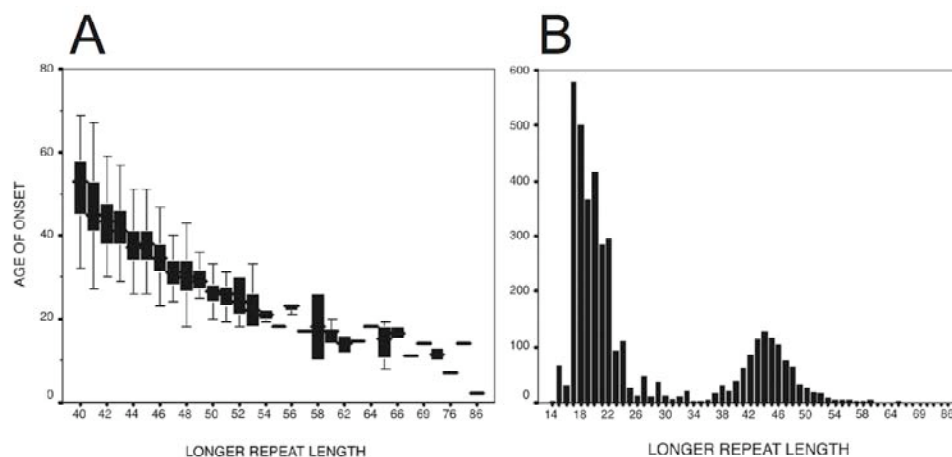 A
B
80
60
40
20
0
AGE OF ONSET
40 42 44 46 48 50 52 54 56 58 62 64 66 69 76 86
LONGER REPEAT LENGTH
600
500
400
300
200
100
0
14 18 22 26 30 34 38 42 46 50 54 59 64 69 86
LONGER REPEAT LENGTH